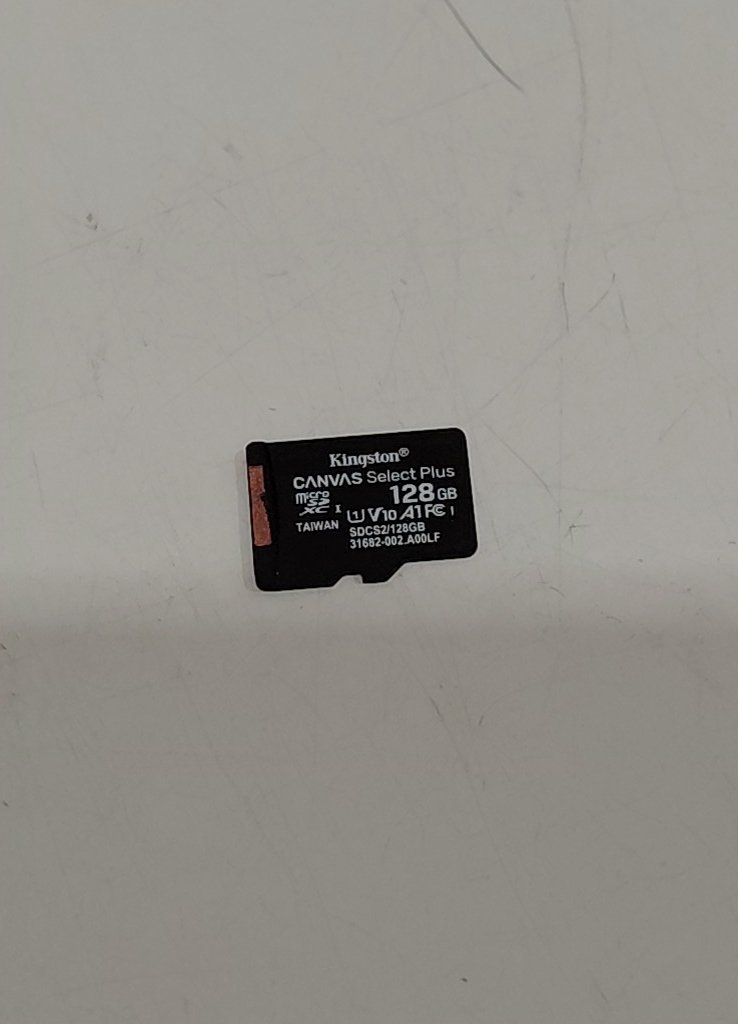 Kingston®
CANVAS Select Plus
micro SD XC I 128GB
U1 V10 A1 FC I
TAIWAN SDCS2/128GB
31682-002.A00LF